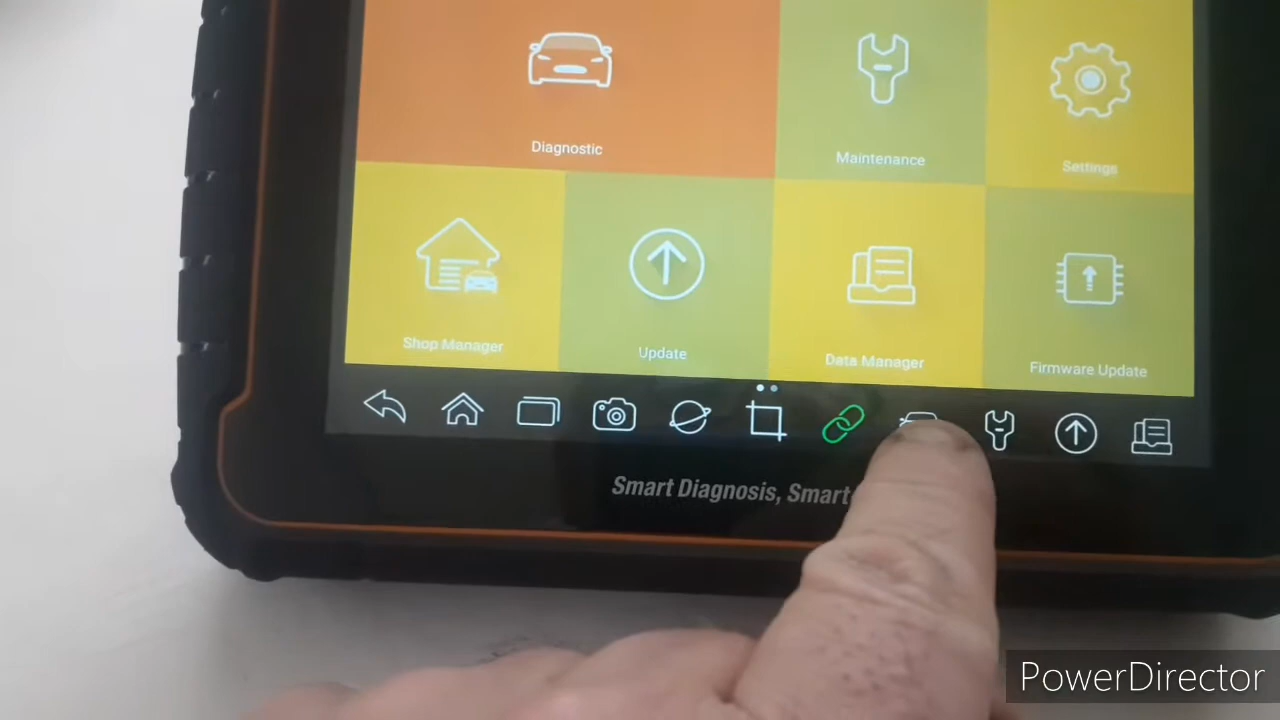 Diagnostic
Maintenance
Settings
Shop Manager
Update
Data Manager
Firmware Update
Smart Diagnosis, Smart
PowerDirector